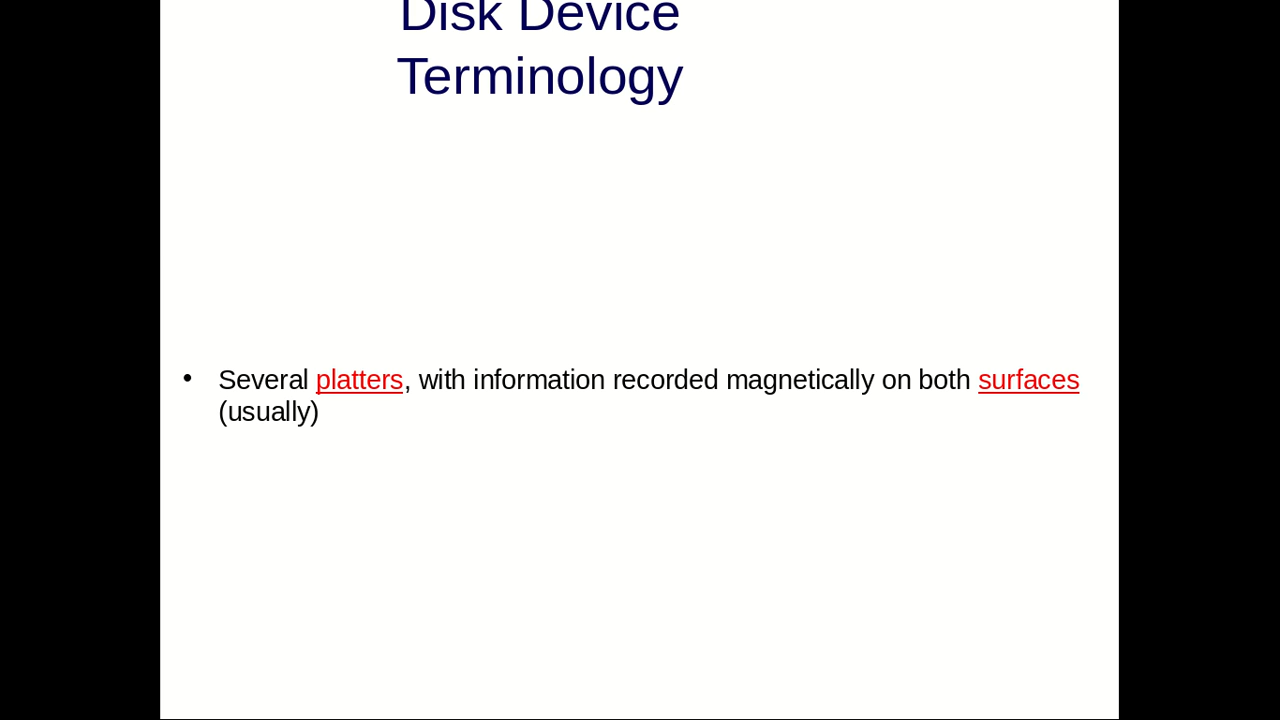 Disk Device
Terminology
• Several platters, with information recorded magnetically on both surfaces
(usually)